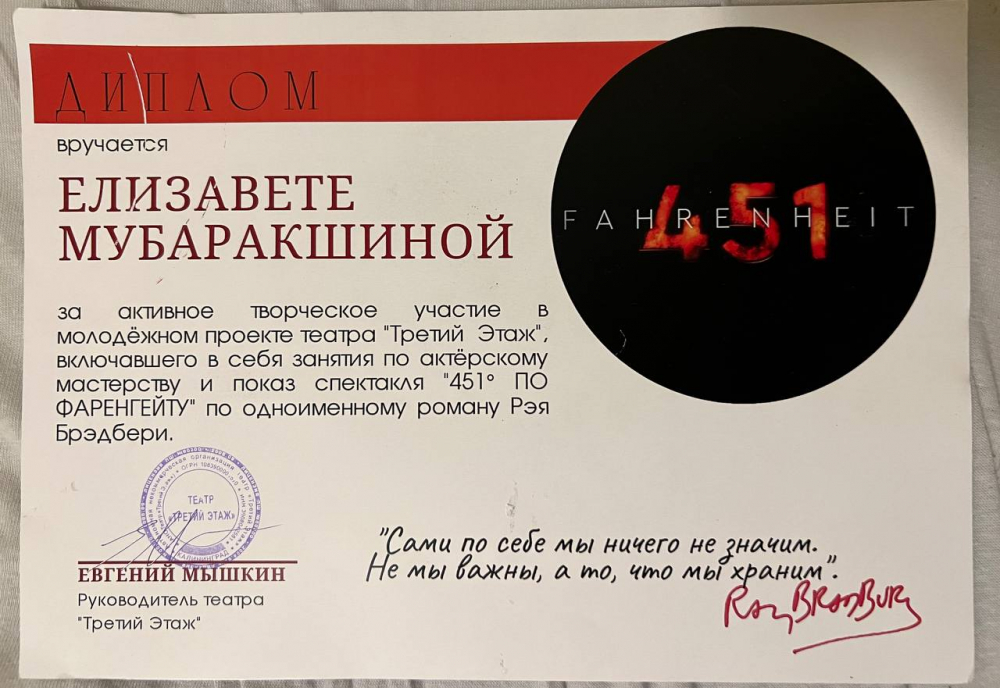 ДИПЛОМ
вручается
ЕЛИЗАВЕТЕ
МУБАРАКШИНОЙ
FAHRENHEIT
451
за активное творческое участие в
молодёжном проекте театра "Третий Этаж",
включавшего в себя занятия по актёрскому
мастерству и показ спектакля "451° ПО
ФАРЕНГЕЙТУ" по одноименному роману Рэя
Брэдбери.
ТЕАТР
«ТРЕТИЙ ЭТАЖ»
КАЛИНИНГРАД
"Сами по себе мы ничего не значим.
Не мы важны, а то, что мы храним".
Ray BRADBURY
ЕВГЕНИЙ МЫШКИН
Руководитель театра
"Третий Этаж"